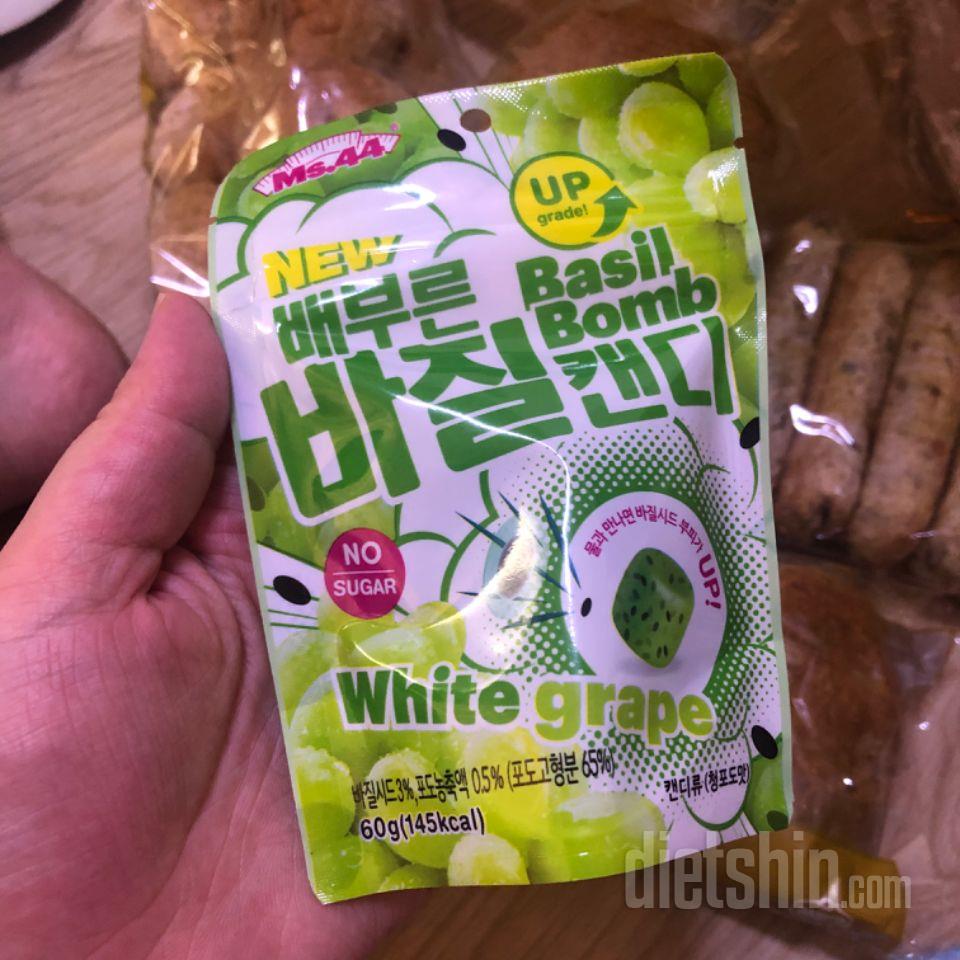 Ms.44
UP
grade!
NEW
배부른
Basil
Bomb
바질 캔디
물과 만나면 바질시드 부피가 UP!
NO
SUGAR
White grape
바질시드3%, 포도농축액 0.5% (포도고형분 65%)
60g(145kcal)
캔디류 (청포도맛)
dietshin.com